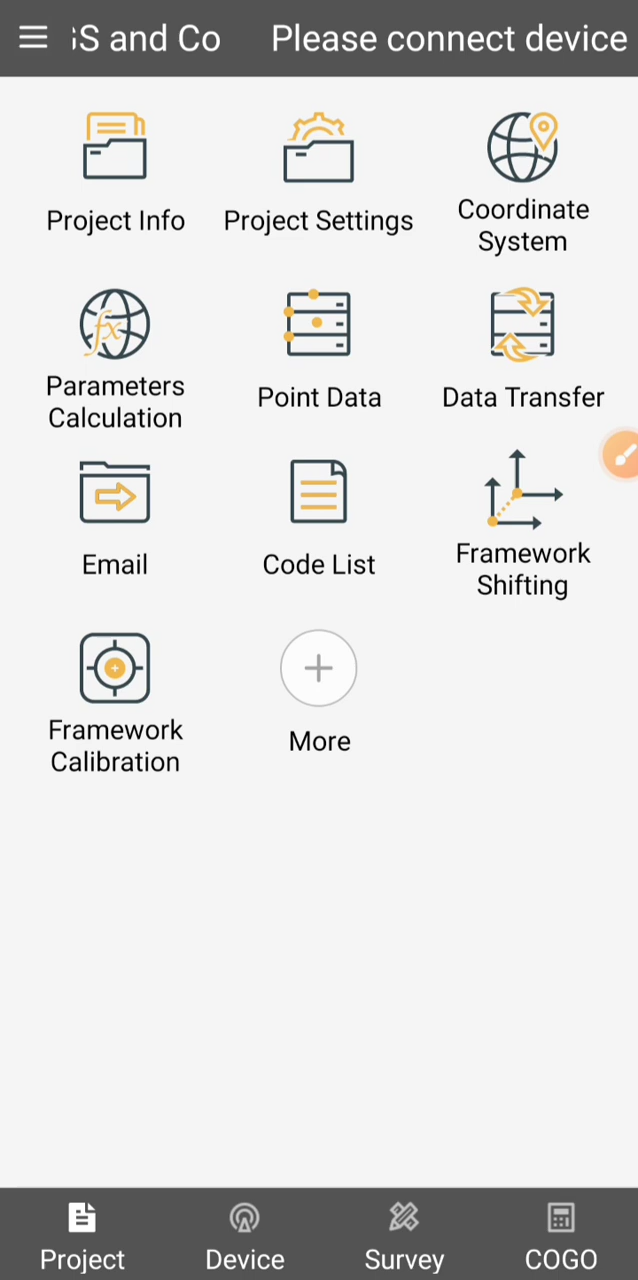 S and Co
Please connect device
Project Info
Project Settings
Coordinate
System
Parameters
Calculation
Point Data
Data Transfer
Email
Code List
Framework
Shifting
Framework
Calibration
More
Project
Device
Survey
COGO